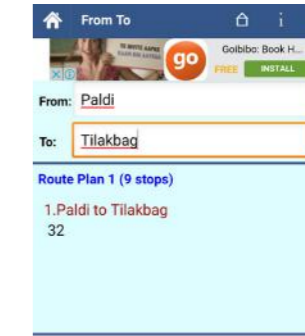 From To
go
Goibibo: Book H...
FREE INSTALL
From: Paldi
To: Tilakbag
Route Plan 1 (9 stops)
1.Paldi to Tilakbag
32